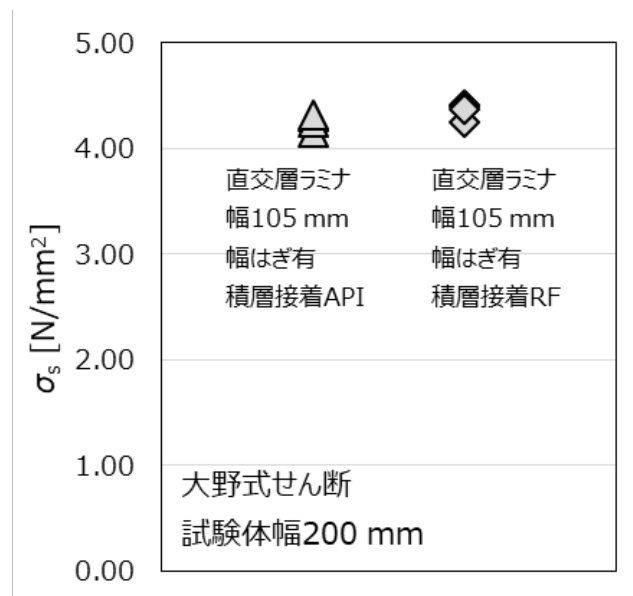 5.00
4.00
3.00
2.00
1.00
0.00
σs [N/mm²]
直交層ラミナ
幅105 mm
幅はぎ有
積層接着API
直交層ラミナ
幅105 mm
幅はぎ有
積層接着RF
大野式せん断
試験体幅200 mm